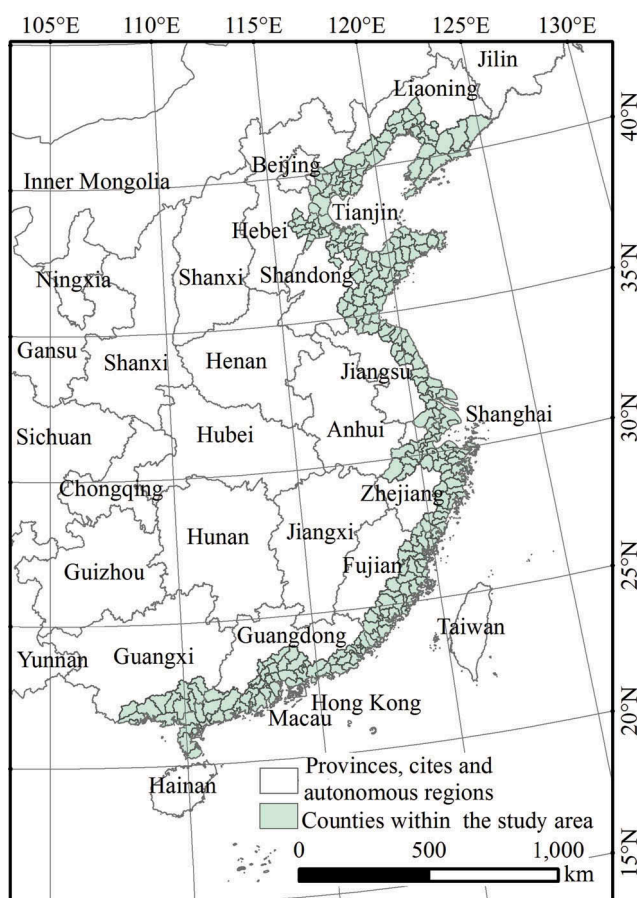 105°E 110°E 115°E 120°E 125°E 130°E
Jilin
Liaoning
40°N
Beijing
Inner Mongolia
Tianjin
Hebei
35°N
Shanxi
Shandong
Ningxia
Gansu
Shanxi
Henan
Jiangsu
30°N
Shanghai
Sichuan
Hubei
Anhui
Chongqing
Zhejiang
Hunan
Jiangxi
25°N
Guizhou
Fujian
Taiwan
Guangdong
Yunnan
Guangxi
20°N
Hong Kong
Macau
Hainan
Provinces, cites and
autonomous regions
Counties within the study area
15°N
0 500 1,000
km